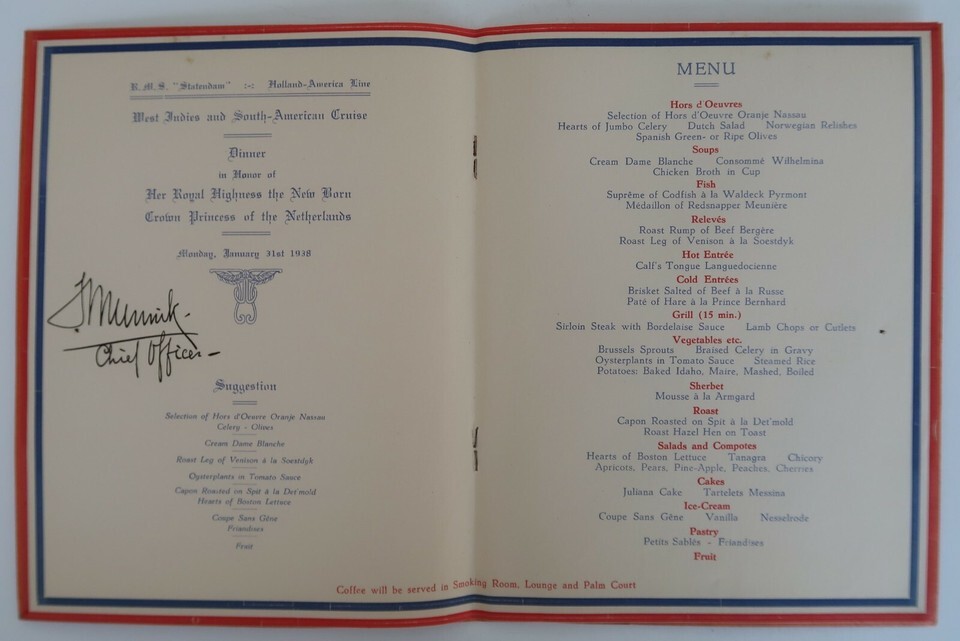 R.M.S. "Statendam" :-: Holland-America Line
West Indies and South-American Cruise
Dinner
in Honor of
Her Royal Highness the New Born
Crown Princess of the Netherlands
Monday, January 31st 1938
Chief Officer
Suggestion
Selection of Hors d'Oeuvre Oranje Nassau
Celery - Olives
Cream Dame Blanche
Roast Leg of Venison à la Soestdyk
Oysterplants in Tomato Sauce
Capon Roasted on Spit à la Det'mold
Hearts of Boston Lettuce
Coupe Sans Gêne
Friandises
Fruit
MENU
Hors d'Oeuvres
Selection of Hors d'Oeuvre Oranje Nassau
Hearts of Jumbo Celery Dutch Salad Norwegian Relishes
Spanish Green- or Ripe Olives
Soups
Cream Dame Blanche Consommé Wilhelmina
Chicken Broth in Cup
Fish
Suprême of Codfish à la Waldeck Pyrmont
Médaillon of Redsnapper Meunière
Relevés
Roast Rump of Beef Bergère
Roast Leg of Venison à la Soestdyk
Hot Entrée
Calf's Tongue Languedocienne
Cold Entrées
Brisket Salted of Beef à la Russe
Paté of Hare à la Prince Bernhard
Grill (15 min.)
Sirloin Steak with Bordelaise Sauce Lamb Chops or Cutlets
Vegetables etc.
Brussels Sprouts Braised Celery in Gravy
Oysterplants in Tomato Sauce Steamed Rice
Potatoes: Baked Idaho, Maire, Mashed, Boiled
Sherbet
Mousse à la Armgard
Roast
Capon Roasted on Spit à la Det'mold
Roast Hazel Hen on Toast
Salads and Compotes
Hearts of Boston Lettuce Tanagra Chicory
Apricots, Pears, Pine-Apple, Peaches, Cherries
Cakes
Juliana Cake Tartelets Messina
Ice-Cream
Coupe Sans Gêne Vanilla Nesselrode
Pastry
Petits Sablés - Friandises
Fruit
Coffee will be served in Smoking Room, Lounge and Palm Court